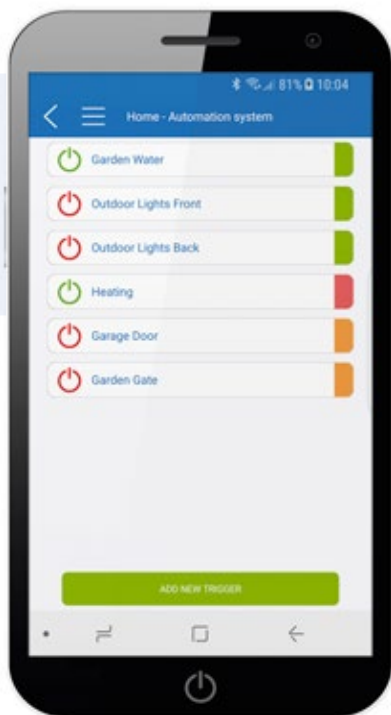 81% 10:04
Home - Automation system
Garden Water
Outdoor Lights Front
Outdoor Lights Back
Heating
Garage Door
Garden Gate
ADD NEW TRIGGER